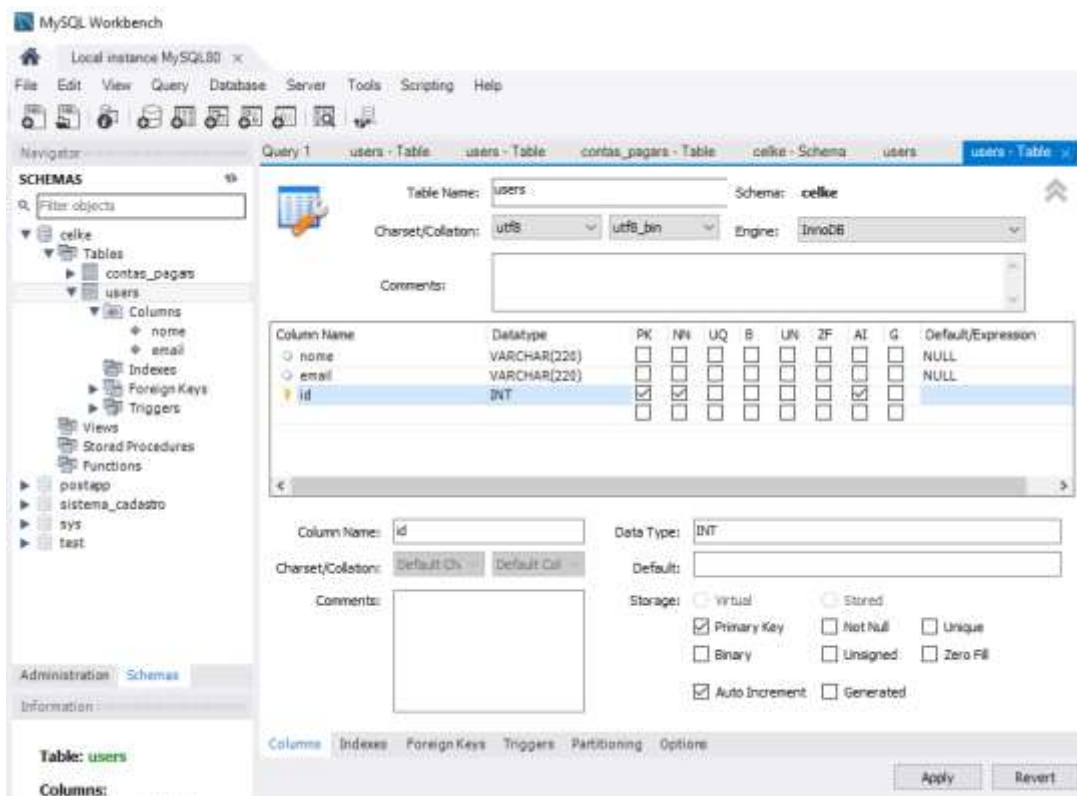 MySQL Workbench
Local instance MySQL80 ×
File Edit View Query Database Server Tools Scripting Help
Navigator
SCHEMAS
Filter objects
celke
Tables
contas_pagars
users
Columns
nome
email
Indexes
Foreign Keys
Triggers
Views
Stored Procedures
Functions
postapp
sistema_cadastro
sys
test
Administration Schemas
Information
Table: users
Columns:
Query 1 users - Table users - Table contas_pagars - Table celke - Schema users users - Table ×
Table Name: users Schema: celke
Charset/Collation: utf8 utf8_bin Engine: InnoDB
Comments:
Column Name Datatype PK NN UQ B UN ZF AI G Default/Expression
nome VARCHAR(220) NULL
email VARCHAR(220) NULL
id INT
Column Name: id Data Type: INT
Charset/Collation: Default Ch Default Col Default:
Comments: Storage: Virtual Stored
Primary Key Not Null Unique
Binary Unsigned Zero Fill
Auto Increment Generated
Columns Indexes Foreign Keys Triggers Partitioning Options
Apply Revert